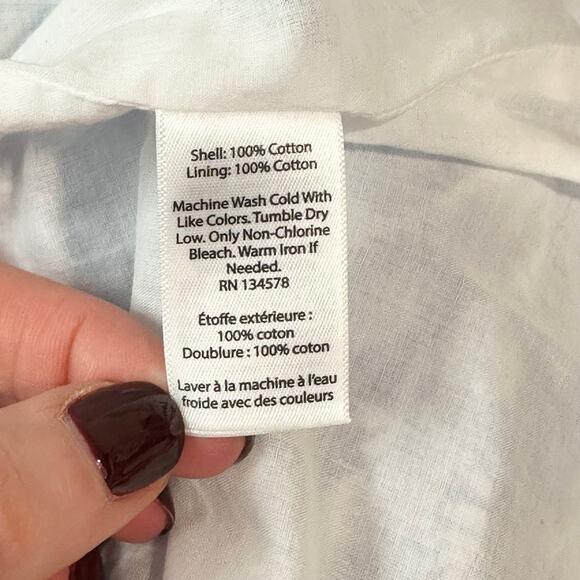 Shell: 100% Cotton
Lining: 100% Cotton
Machine Wash Cold With
Like Colors. Tumble Dry
Low. Only Non-Chlorine
Bleach. Warm Iron If
Needed.
RN 134578
Étoffe extérieure :
100% coton
Doublure : 100% coton
Laver à la machine à l'eau
froide avec des couleurs